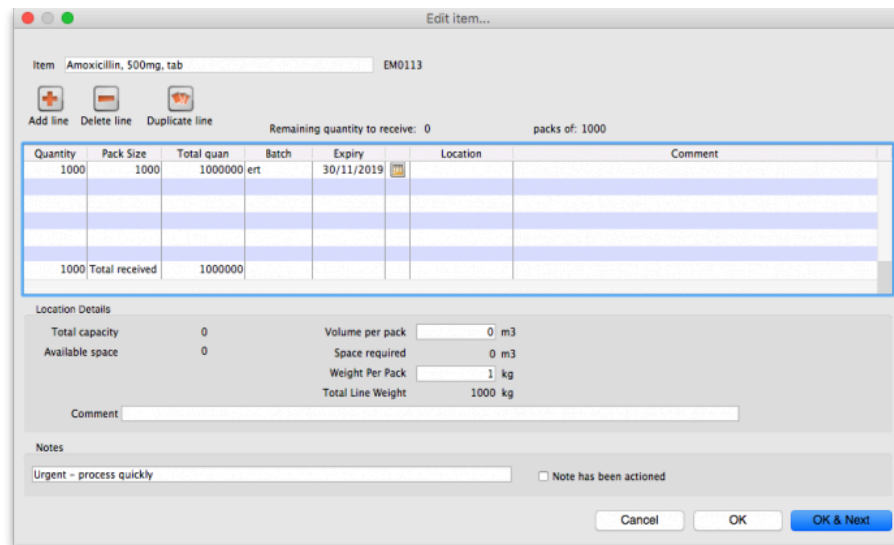 Edit item...
Item Amoxicillin, 500mg, tab EM0113
Add line Delete line Duplicate line
Remaining quantity to receive: 0 packs of: 1000
Quantity Pack Size Total quan Batch Expiry Location Comment
1000 1000 1000000 ert 30/11/2019
1000 Total received 1000000
Location Details
Total capacity 0 Volume per pack 0 m3
Available space 0 Space required 0 m3
Weight Per Pack 1 kg
Total Line Weight 1000 kg
Comment
Notes
Urgent - process quickly Note has been actioned
Cancel OK OK & Next